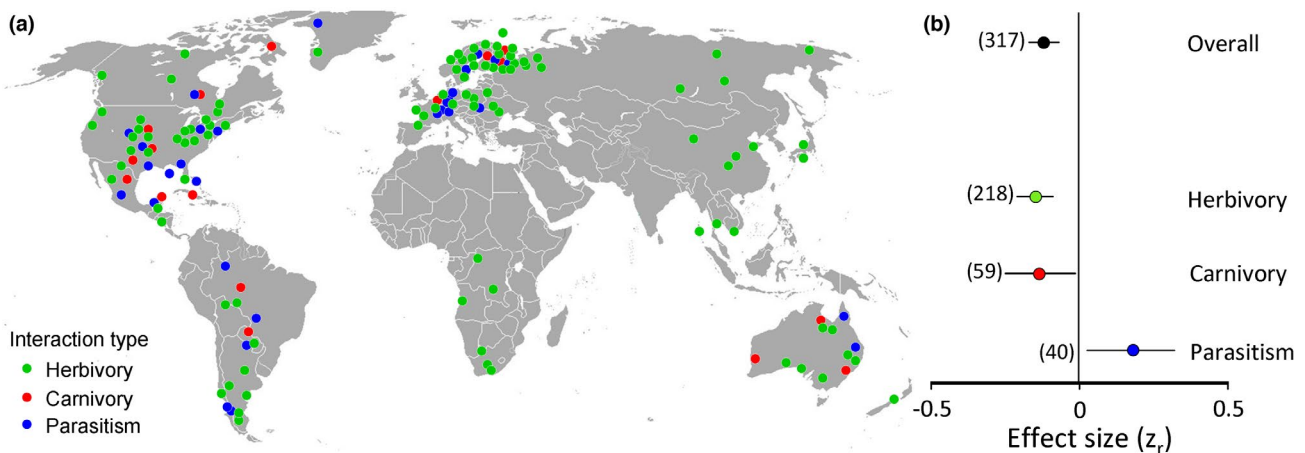 (a)
Interaction type
Herbivory
Carnivory
Parasitism
(b)
(317) Overall
(218) Herbivory
(59) Carnivory
(40) Parasitism
-0.5 0 0.5
Effect size (zr)